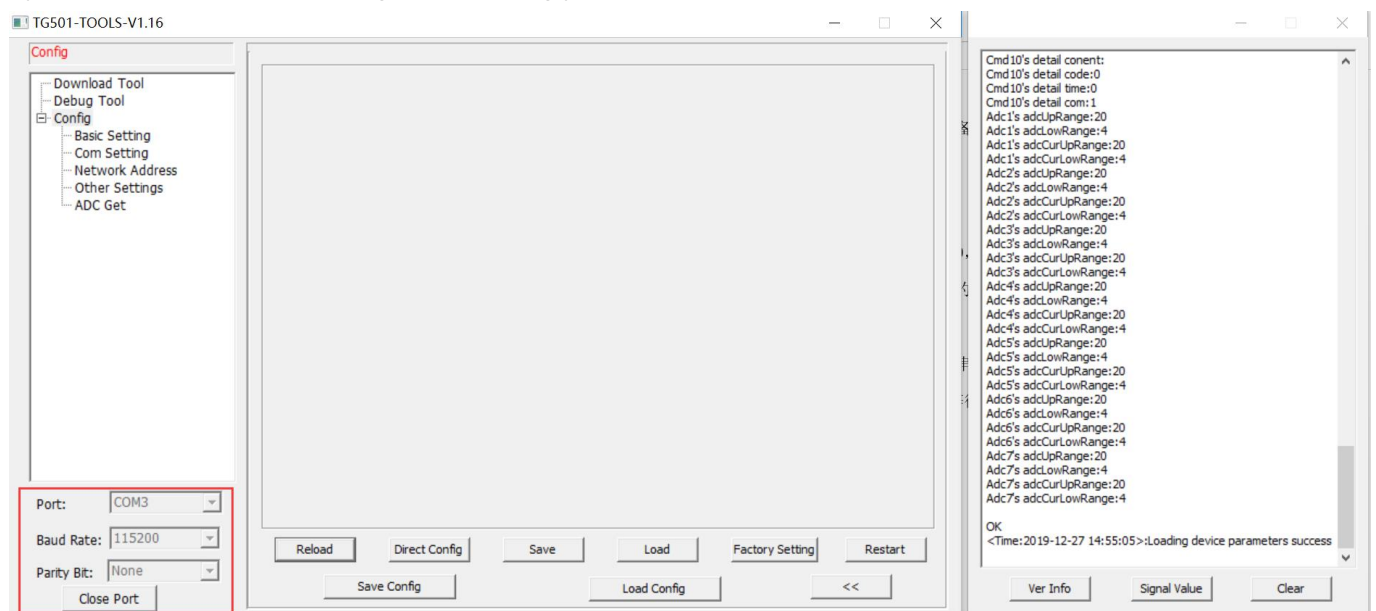 TG501-TOOLS-V1.16
Config
Download Tool
Debug Tool
Config
Basic Setting
Com Setting
Network Address
Other Settings
ADC Get
Port: COM3
Baud Rate: 115200
Parity Bit: None
Close Port
Reload Direct Config Save Load Factory Setting Restart
Save Config Load Config <<
Cmd10's detail conent:
Cmd10's detail code:0
Cmd10's detail time:0
Cmd10's detail com:1
Adc1's adcUpRange:20
Adc1's adcLowRange:4
Adc1's adcCurUpRange:20
Adc1's adcCurLowRange:4
Adc2's adcUpRange:20
Adc2's adcLowRange:4
Adc2's adcCurUpRange:20
Adc2's adcCurLowRange:4
Adc3's adcUpRange:20
Adc3's adcLowRange:4
Adc3's adcCurUpRange:20
Adc3's adcCurLowRange:4
Adc4's adcUpRange:20
Adc4's adcLowRange:4
Adc4's adcCurUpRange:20
Adc4's adcCurLowRange:4
Adc5's adcUpRange:20
Adc5's adcLowRange:4
Adc5's adcCurUpRange:20
Adc5's adcCurLowRange:4
Adc6's adcUpRange:20
Adc6's adcLowRange:4
Adc6's adcCurUpRange:20
Adc6's adcCurLowRange:4
Adc7's adcUpRange:20
Adc7's adcLowRange:4
Adc7's adcCurUpRange:20
Adc7's adcCurLowRange:4
OK
<Time:2019-12-27 14:55:05>:Loading device parameters success
Ver Info Signal Value Clear